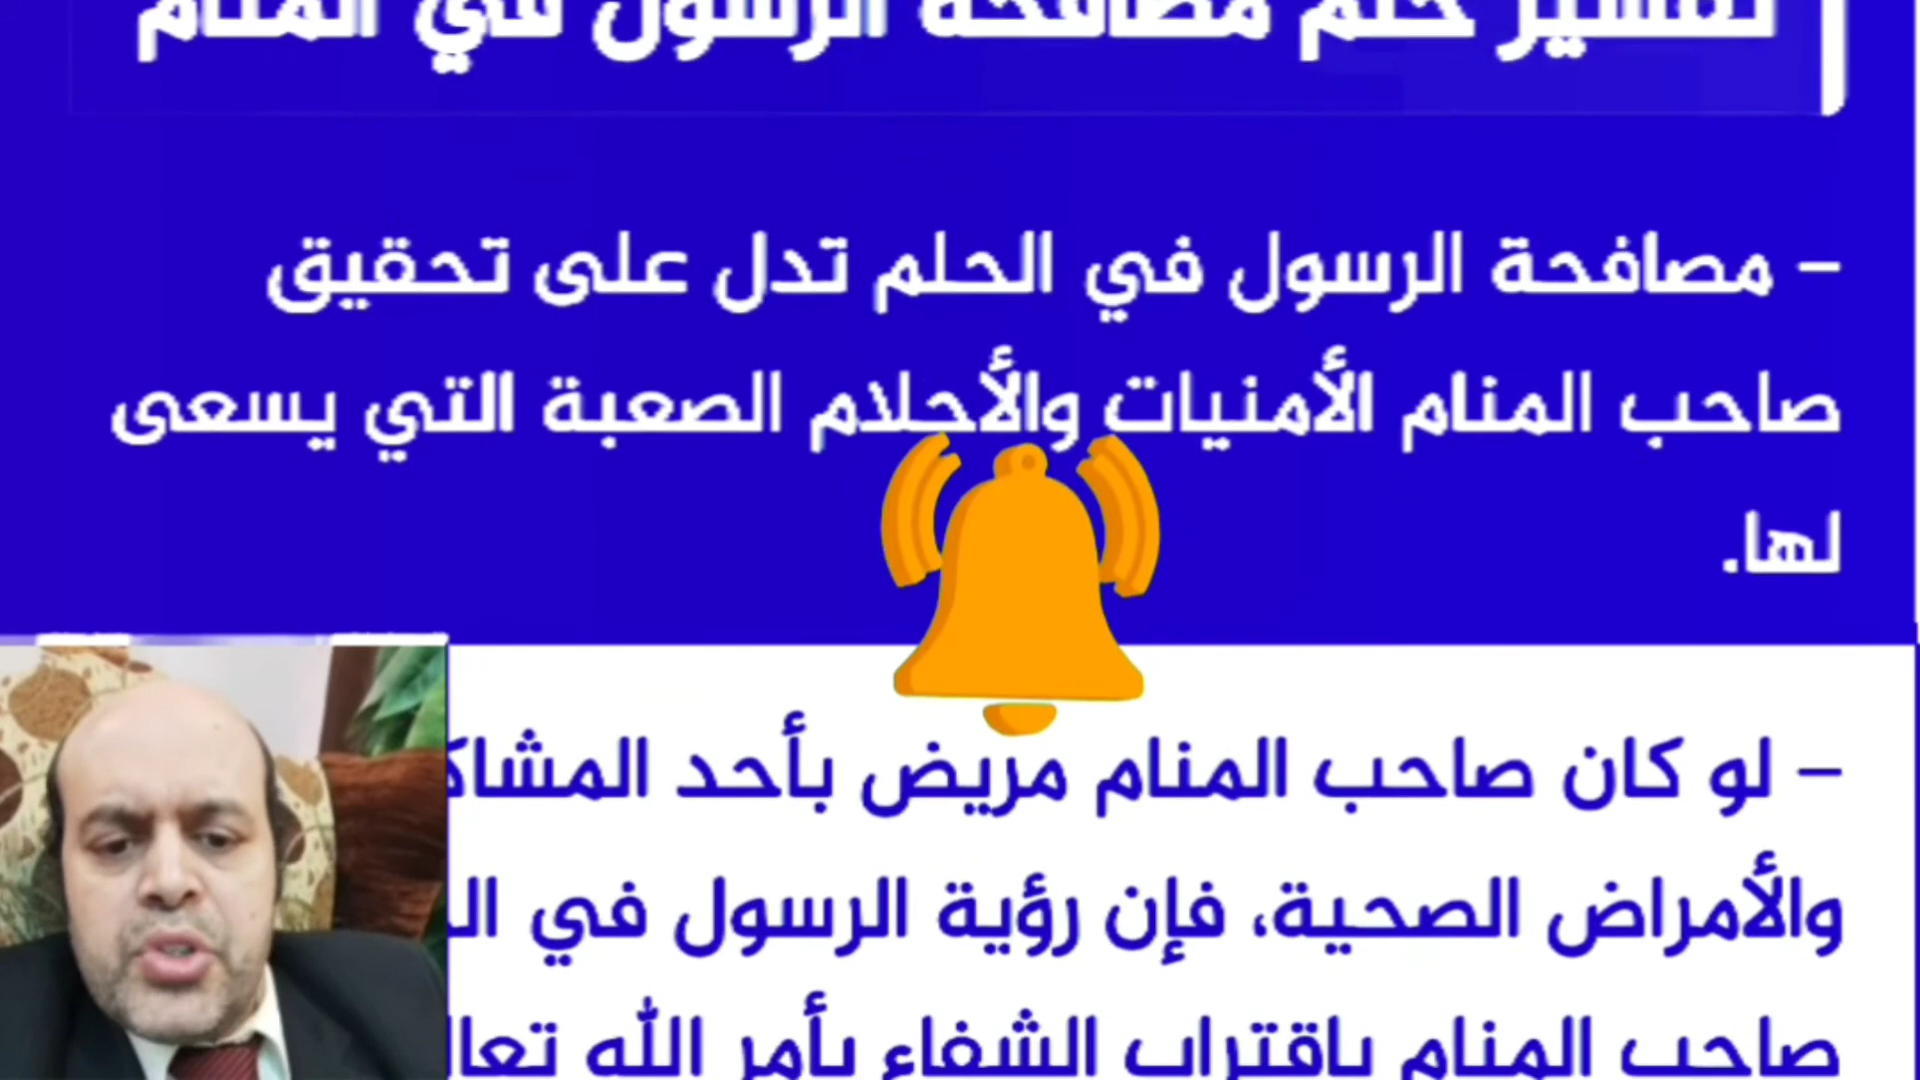 تفسير حلم مصافحة الرسول في المنام
– مصافحة الرسول في الحلم تدل على تحقيق
صاحب المنام الأمنيات والأحلام الصعبة التي يسعى
لها.
– لو كان صاحب المنام مريض بأحد
والأمراض الصحية، فإن رؤية الرسول في
صاحب المنام باقتراب الشفاء بأمر الله